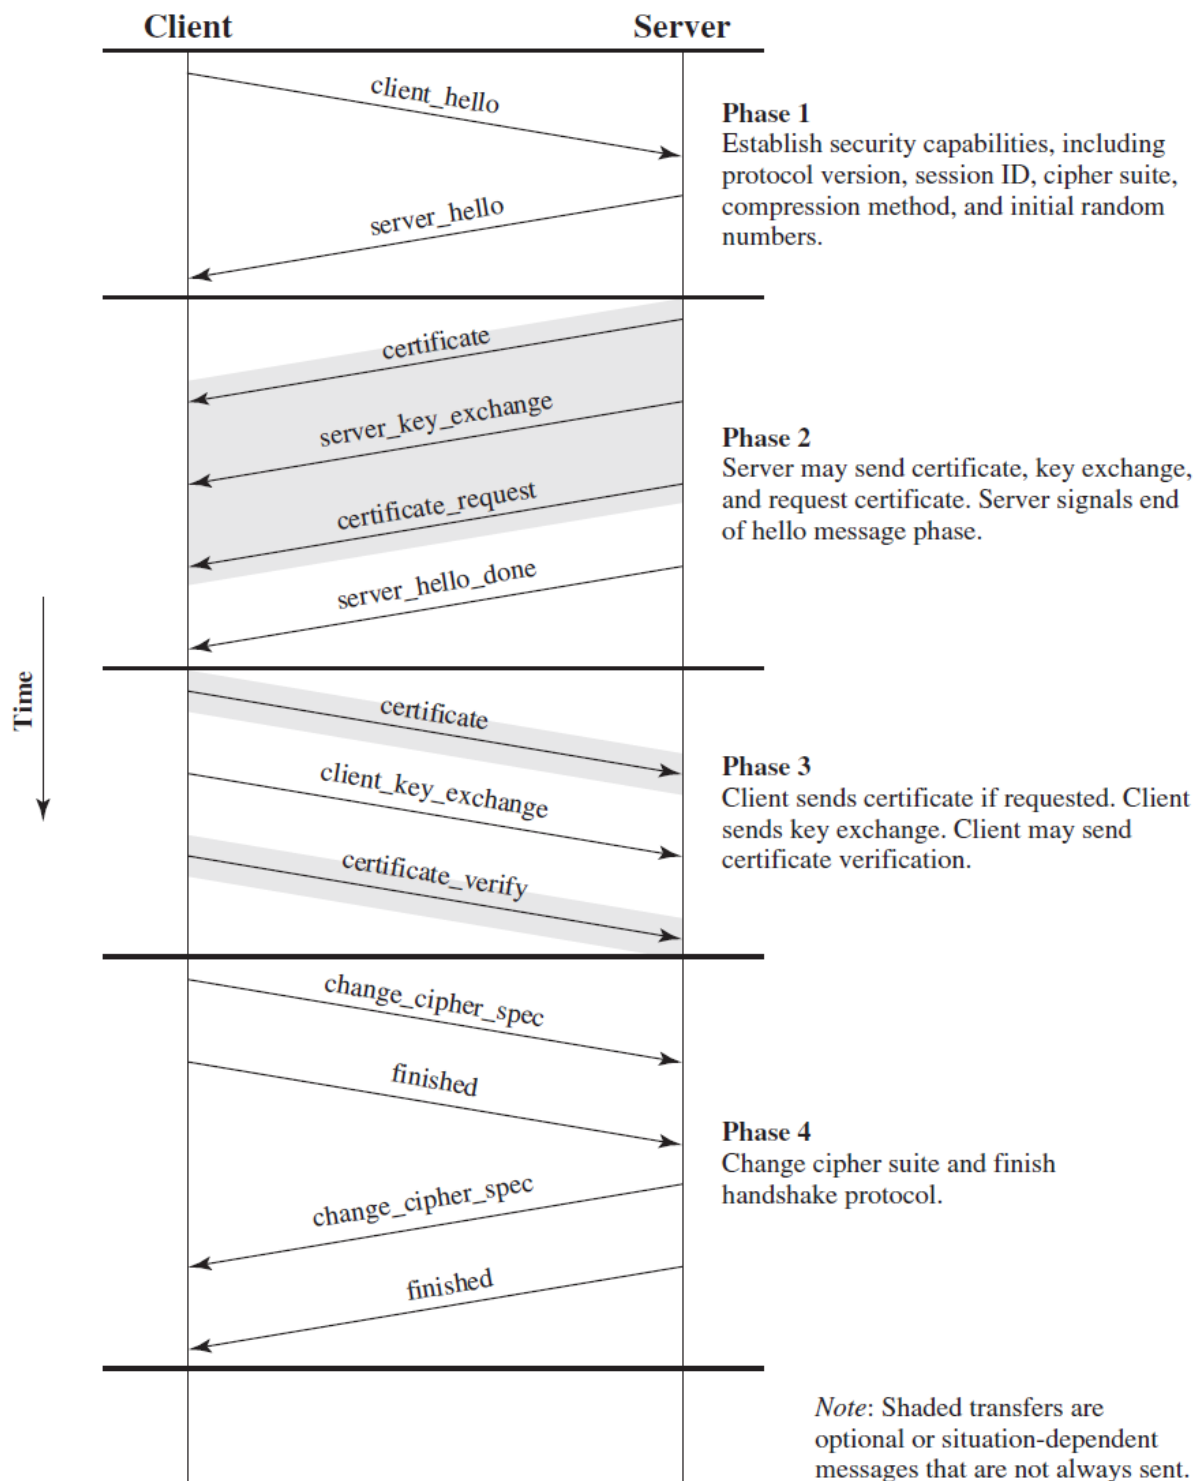 Client
Server
client_hello
server_hello
Phase 1
Establish security capabilities, including
protocol version, session ID, cipher suite,
compression method, and initial random
numbers.
certificate
server_key_exchange
certificate_request
server_hello_done
Phase 2
Server may send certificate, key exchange,
and request certificate. Server signals end
of hello message phase.
Time
certificate
client_key_exchange
certificate_verify
Phase 3
Client sends certificate if requested. Client
sends key exchange. Client may send
certificate verification.
change_cipher_spec
finished
change_cipher_spec
finished
Phase 4
Change cipher suite and finish
handshake protocol.
Note: Shaded transfers are
optional or situation-dependent
messages that are not always sent.